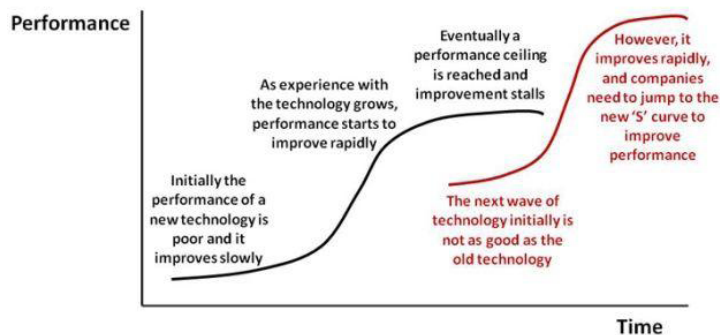 Performance
Initially the
performance of a
new technology is
poor and it
improves slowly
As experience with
the technology grows,
performance starts to
improve rapidly
Eventually a
performance ceiling
is reached and
improvement stalls
The next wave of
technology initially is
not as good as the
old technology
However, it
improves rapidly,
and companies
need to jump to the
new ‘S’ curve to
improve
performance
Time